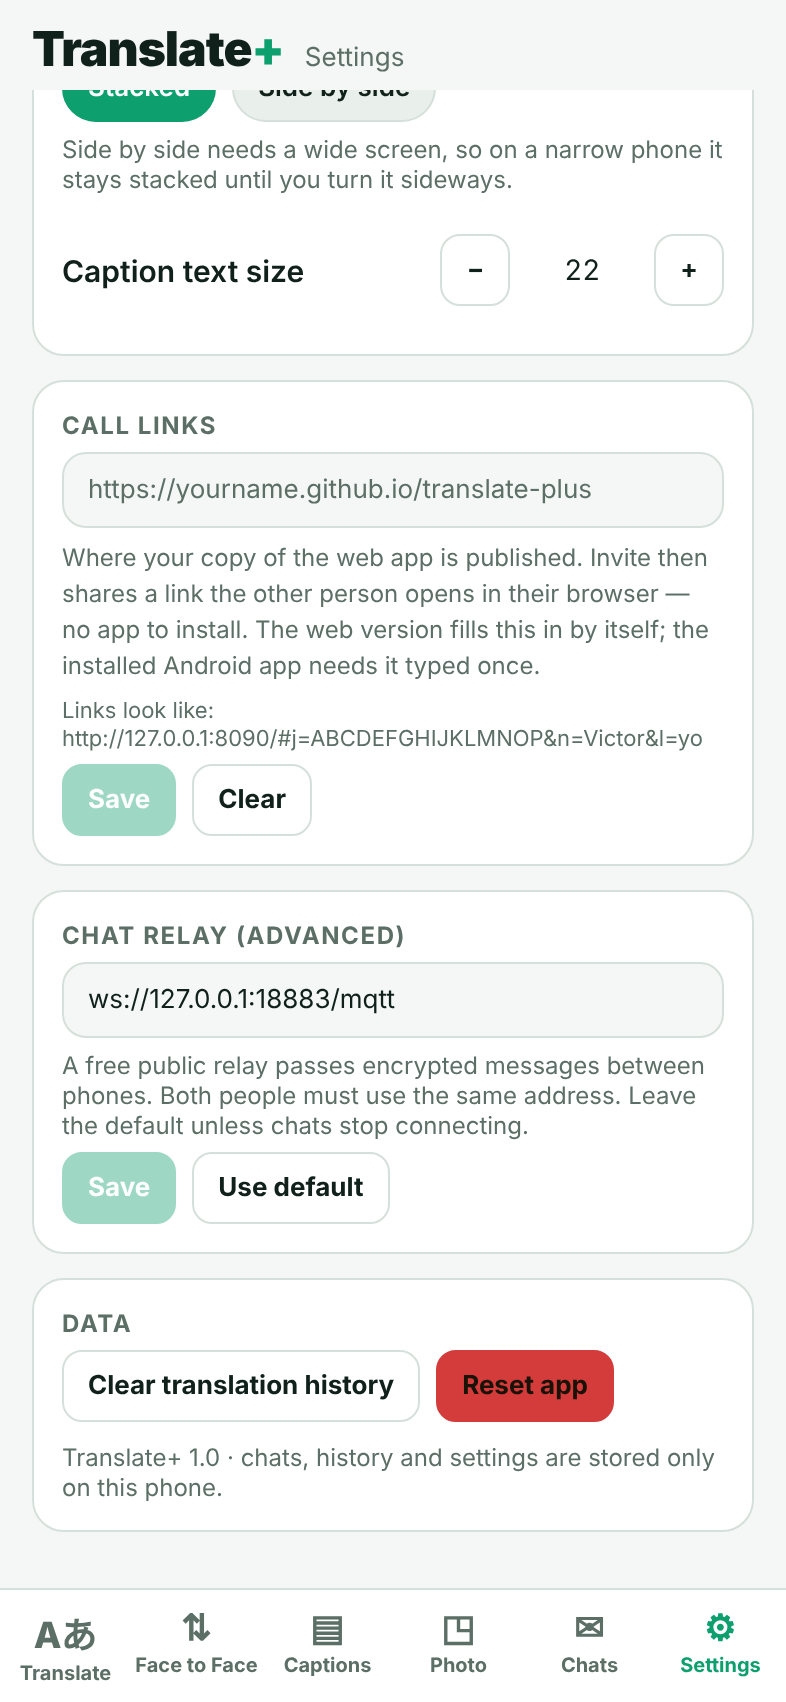 Translate+ Settings
Stacked Side by side
Side by side needs a wide screen, so on a narrow phone it
stays stacked until you turn it sideways.
Caption text size − 22 +
CALL LINKS
https://yourname.github.io/translate-plus
Where your copy of the web app is published. Invite then
shares a link the other person opens in their browser —
no app to install. The web version fills this in by itself; the
installed Android app needs it typed once.
Links look like:
http://127.0.0.1:8090/#j=ABCDEFGHIJKLMNOP&n=Victor&l=yo
Save Clear
CHAT RELAY (ADVANCED)
ws://127.0.0.1:18883/mqtt
A free public relay passes encrypted messages between
phones. Both people must use the same address. Leave
the default unless chats stop connecting.
Save Use default
DATA
Clear translation history Reset app
Translate+ 1.0 · chats, history and settings are stored only
on this phone.
Aあ
Translate Face to Face Captions Photo Chats Settings